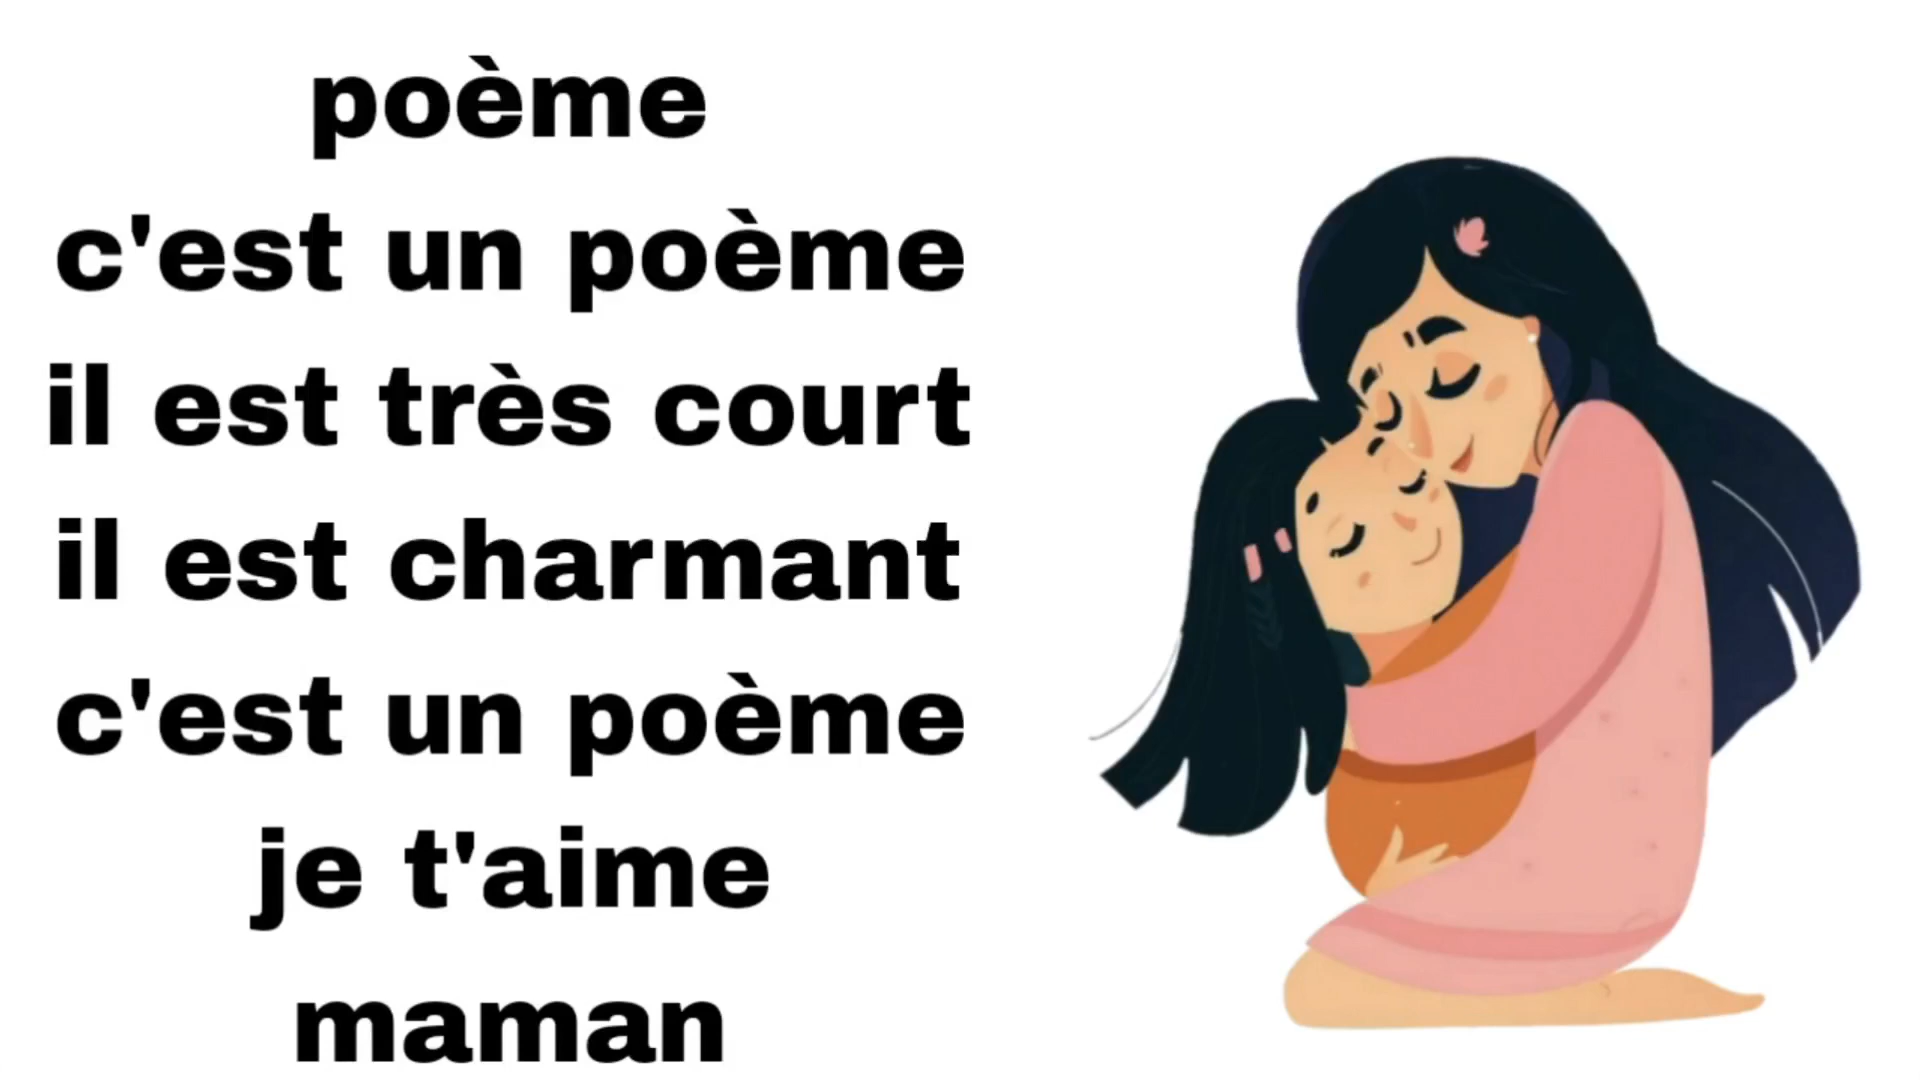 poème
c'est un poème
il est très court
il est charmant
c'est un poème
je t'aime
maman